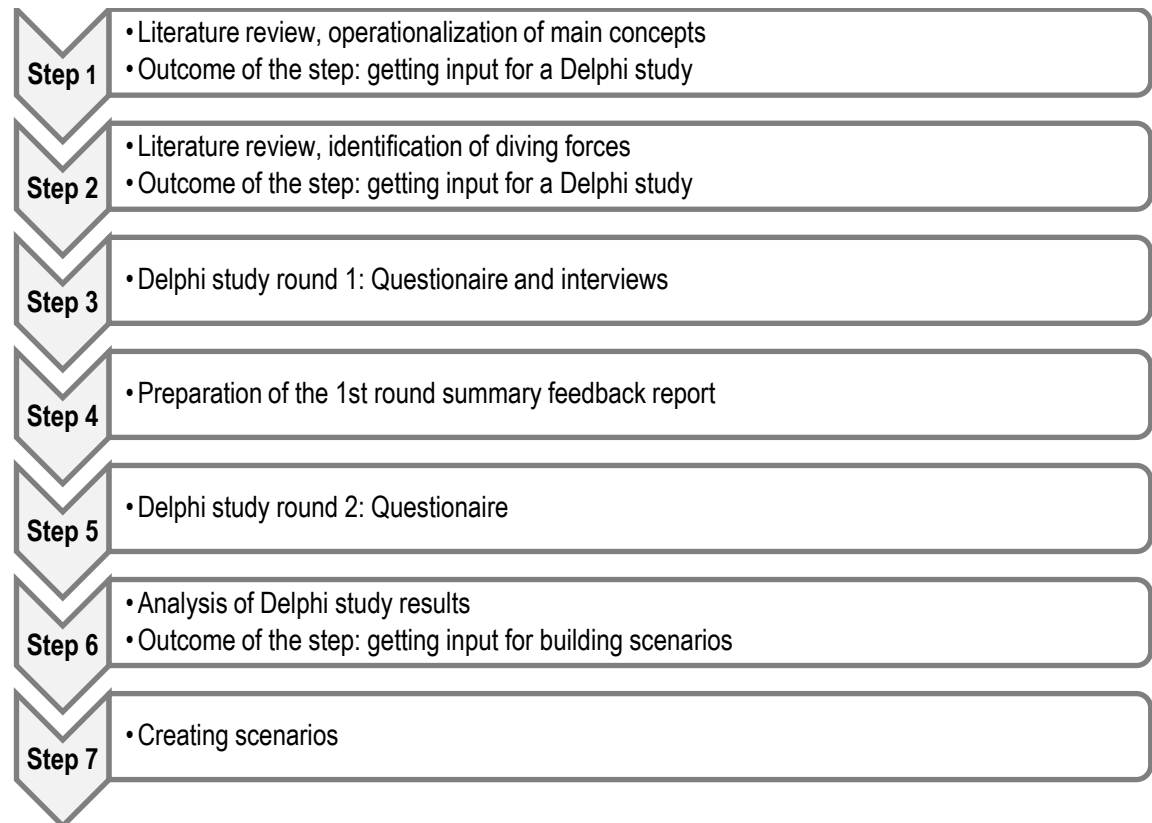 Step 1
• Literature review, operationalization of main concepts
• Outcome of the step: getting input for a Delphi study
Step 2
• Literature review, identification of diving forces
• Outcome of the step: getting input for a Delphi study
Step 3
• Delphi study round 1: Questionaire and interviews
Step 4
• Preparation of the 1st round summary feedback report
Step 5
• Delphi study round 2: Questionaire
Step 6
• Analysis of Delphi study results
• Outcome of the step: getting input for building scenarios
Step 7
• Creating scenarios